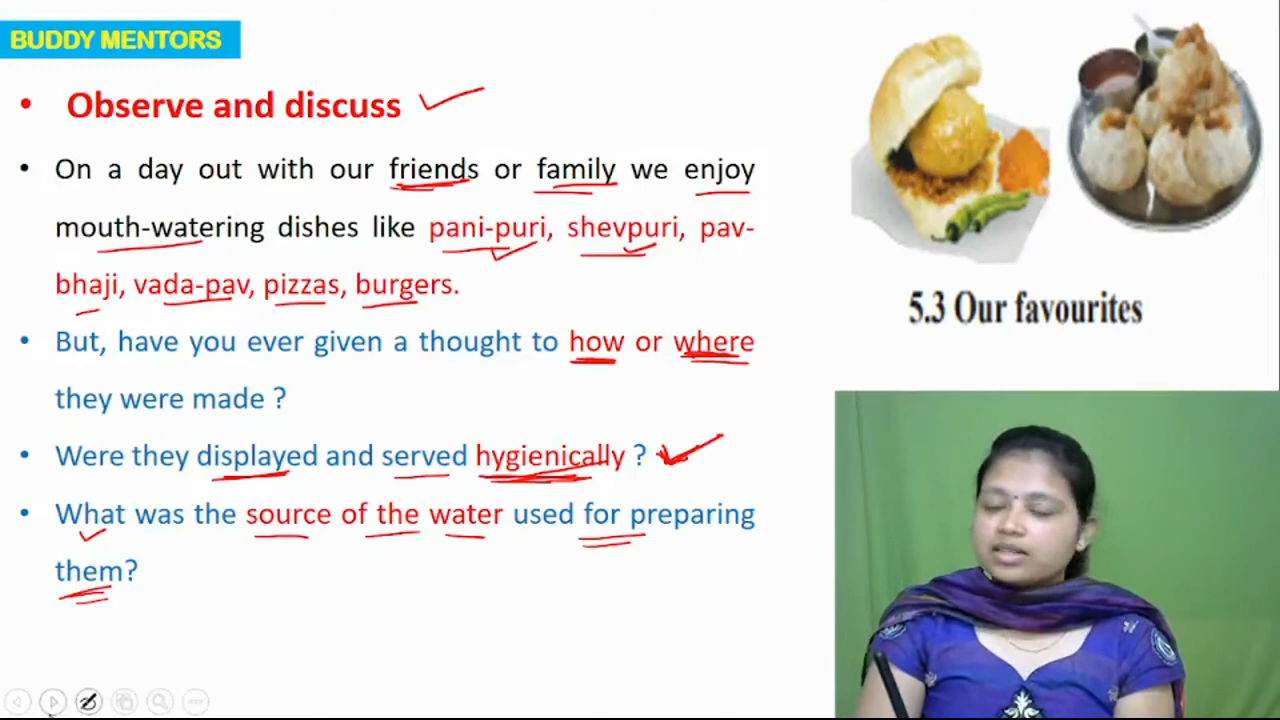 BUDDY MENTORS
• Observe and discuss
• On a day out with our friends or family we enjoy
mouth-watering dishes like pani-puri, shevpuri, pav-
bhaji, vada-pav, pizzas, burgers.
• But, have you ever given a thought to how or where
they were made ?
• Were they displayed and served hygienically ?
• What was the source of the water used for preparing
them?
5.3 Our favourites